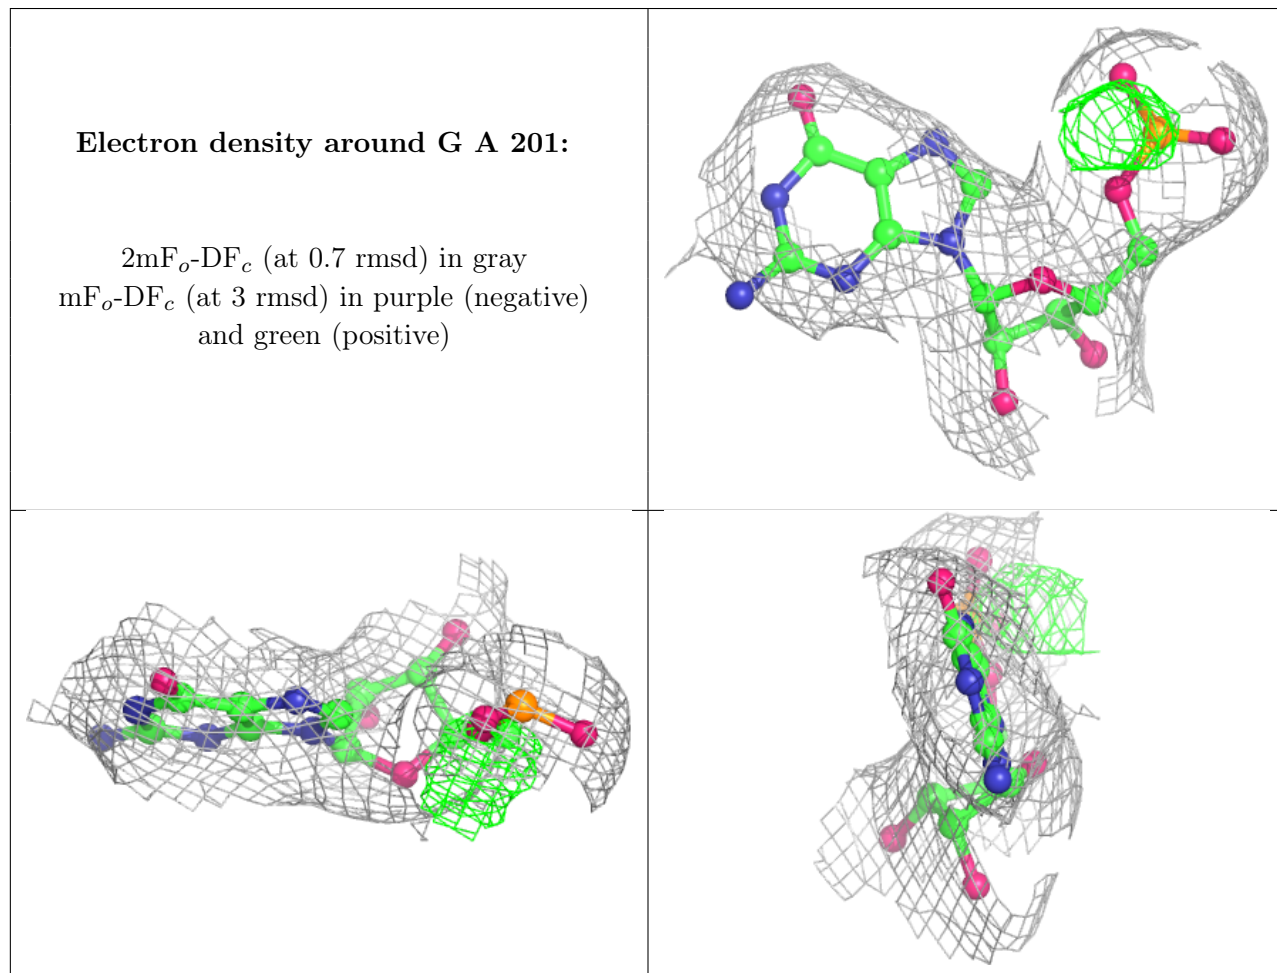 Electron density around G A 201:
2mFo-DFc (at 0.7 rmsd) in gray
mFo-DFc (at 3 rmsd) in purple (negative)
and green (positive)